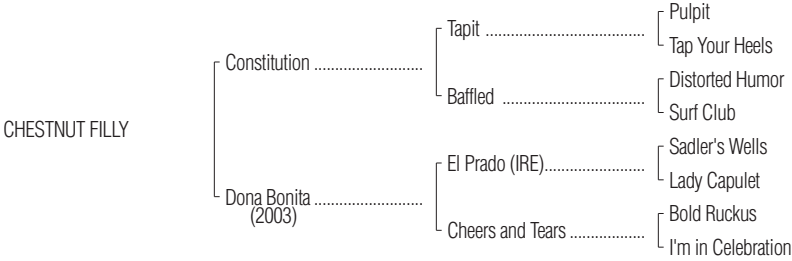 Pulpit
Tapit ........................................
Tap Your Heels
Constitution ...........................
Distorted Humor
Baffled ....................................
Surf Club
CHESTNUT FILLY
Sadler's Wells
El Prado (IRE).........................
Lady Capulet
Dona Bonita ...........................
(2003)
Bold Ruckus
Cheers and Tears ...................
I'm in Celebration